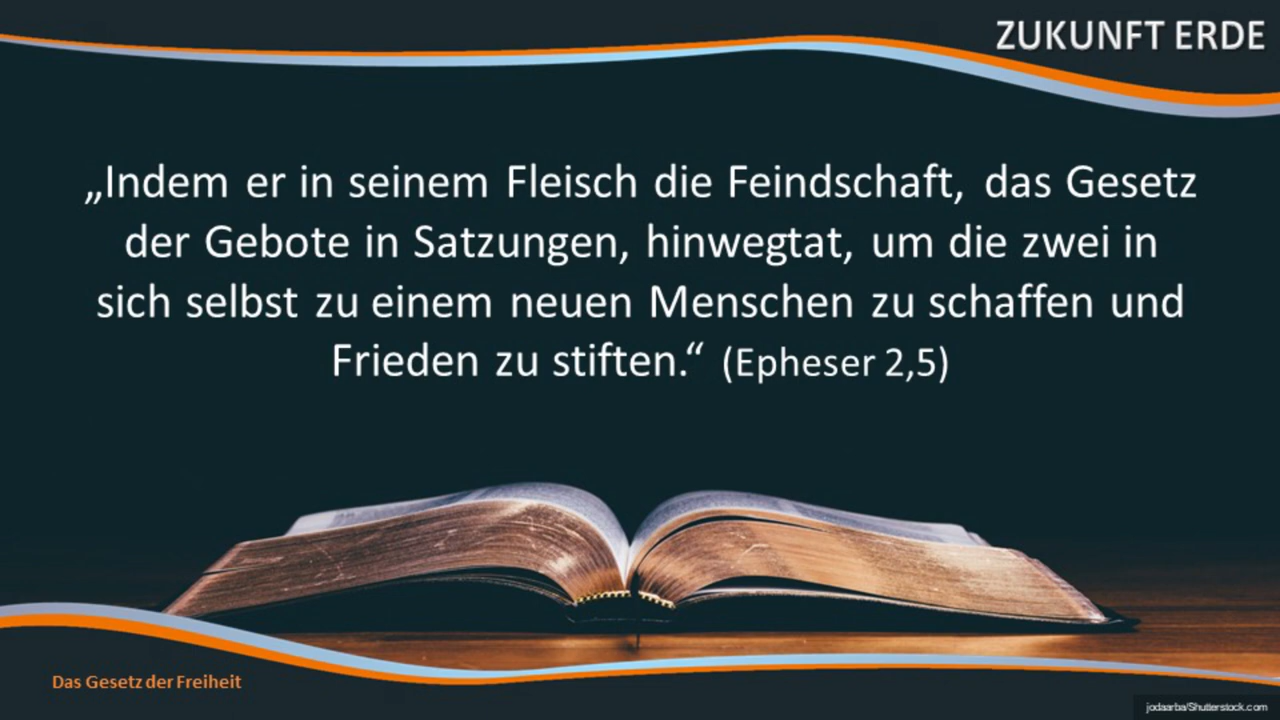 ZUKUNFT ERDE
„Indem er in seinem Fleisch die Feindschaft, das Gesetz
der Gebote in Satzungen, hinwegtat, um die zwei in
sich selbst zu einem neuen Menschen zu schaffen und
Frieden zu stiften.“ (Epheser 2,5)
Das Gesetz der Freiheit
jodaarba/Shutterstock.com